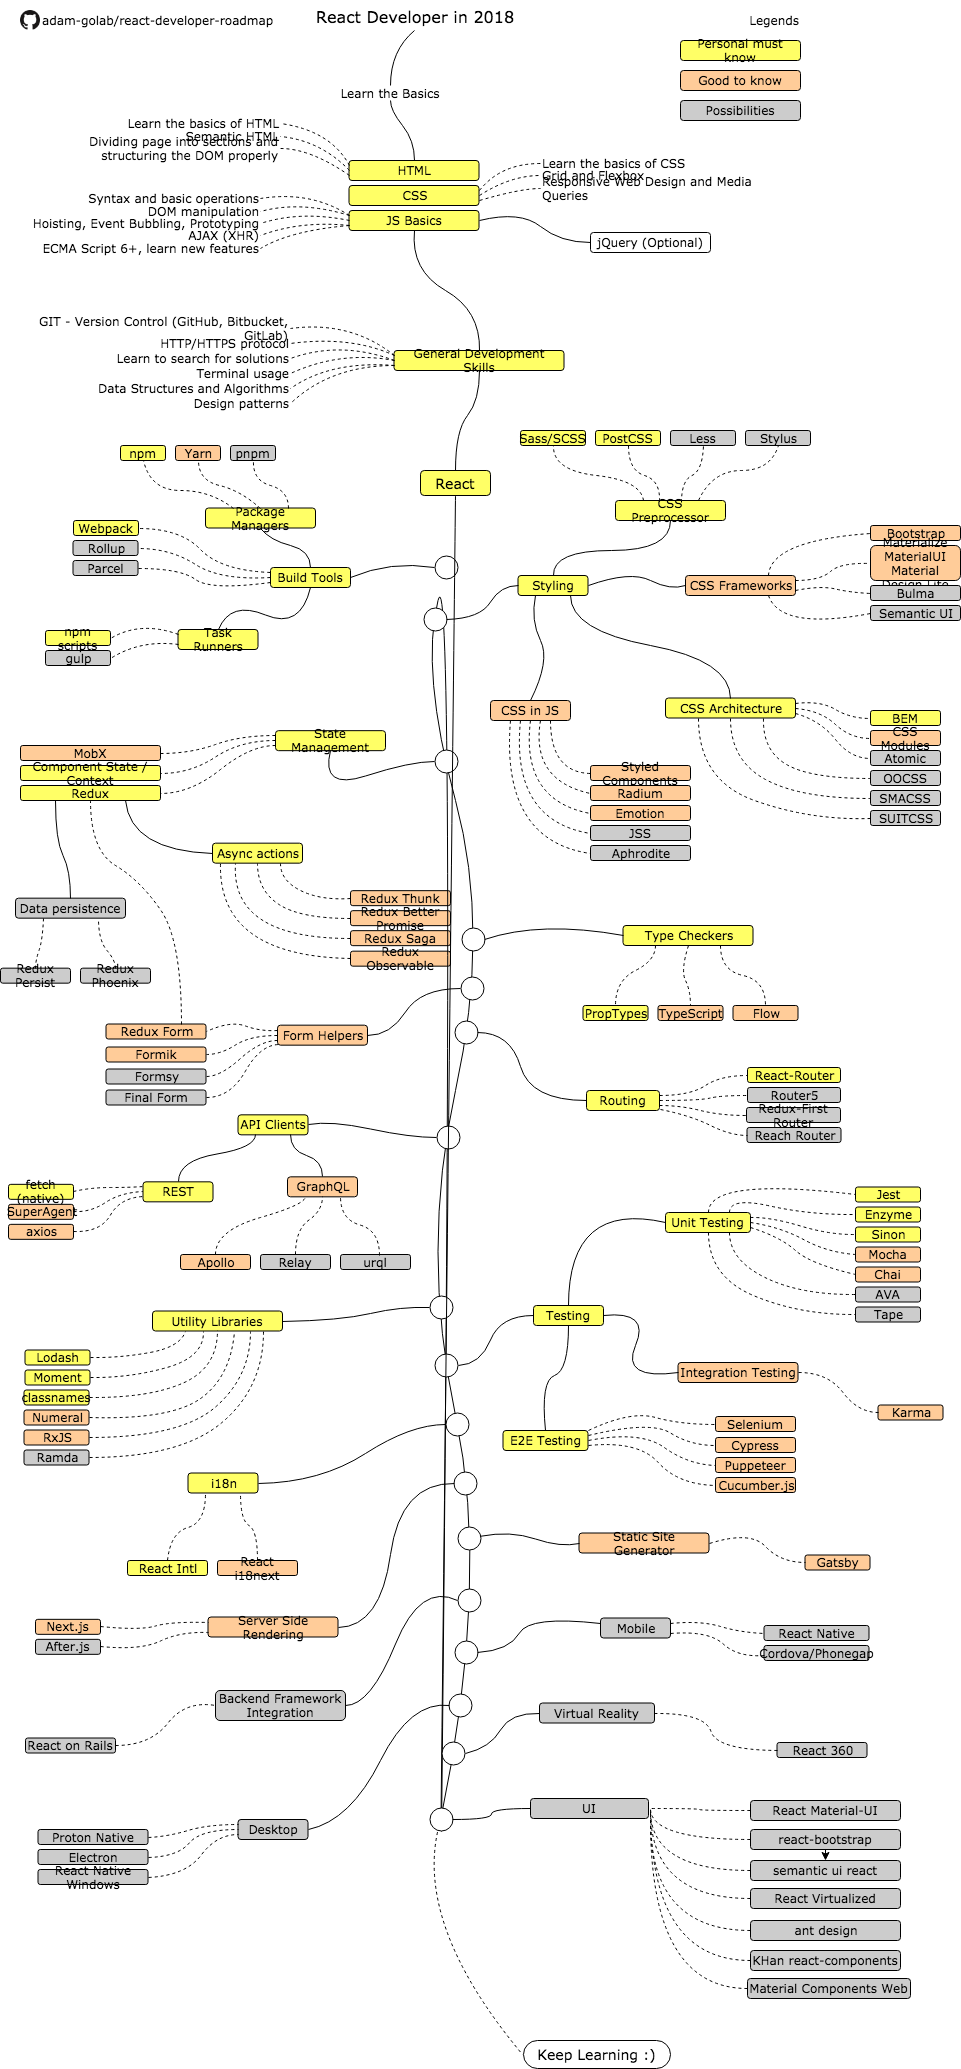 adam-golab/react-developer-roadmap
React Developer in 2018
Legends
Personal must
know
Good to know
Possibilities
Learn the Basics
Learn the basics of HTML
Semantic HTML
Dividing page into sections and
structuring the DOM properly
HTML
CSS
JS Basics
Learn the basics of CSS
Grid and Flexbox
Responsive Web Design and Media
Queries
Syntax and basic operations
DOM manipulation
Hoisting, Event Bubbling, Prototyping
AJAX (XHR)
ECMA Script 6+, learn new features
jQuery (Optional)
GIT - Version Control (GitHub, Bitbucket,
GitLab)
HTTP/HTTPS protocol
Learn to search for solutions
Terminal usage
Data Structures and Algorithms
Design patterns
General Development
Skills
React
npm
Yarn
pnpm
Package
Managers
Webpack
Rollup
Parcel
Build Tools
npm
scripts
gulp
Task
Runners
Sass/SCSS
PostCSS
Less
Stylus
CSS
Preprocessor
Styling
CSS Frameworks
Bootstrap
Materialize
MaterialUI
Material
Design Lite
Bulma
Semantic UI
CSS in JS
Styled
Components
Radium
Emotion
JSS
Aphrodite
CSS Architecture
BEM
CSS
Modules
Atomic
OOCSS
SMACSS
SUITCSS
State
Management
MobX
Component State /
Context
Redux
Async actions
Redux Thunk
Redux Better
Promise
Redux Saga
Redux
Observable
Data persistence
Redux
Persist
Redux
Phoenix
Type Checkers
PropTypes
TypeScript
Flow
Form Helpers
Redux Form
Formik
Formsy
Final Form
Routing
React-Router
Router5
Redux-First
Router
Reach Router
API Clients
REST
fetch
(native)
SuperAgent
axios
GraphQL
Apollo
Relay
urql
Testing
Unit Testing
Jest
Enzyme
Sinon
Mocha
Chai
AVA
Tape
Integration Testing
Karma
E2E Testing
Selenium
Cypress
Puppeteer
Cucumber.js
Utility Libraries
Lodash
Moment
classnames
Numeral
RxJS
Ramda
i18n
React Intl
React
i18next
Static Site
Generator
Gatsby
Server Side
Rendering
Next.js
After.js
Mobile
React Native
Cordova/Phonegap
Backend Framework
Integration
React on Rails
Virtual Reality
React 360
Desktop
Proton Native
Electron
React Native
Windows
UI
React Material-UI
react-bootstrap
semantic ui react
React Virtualized
ant design
KHan react-components
Material Components Web
Keep Learning :)